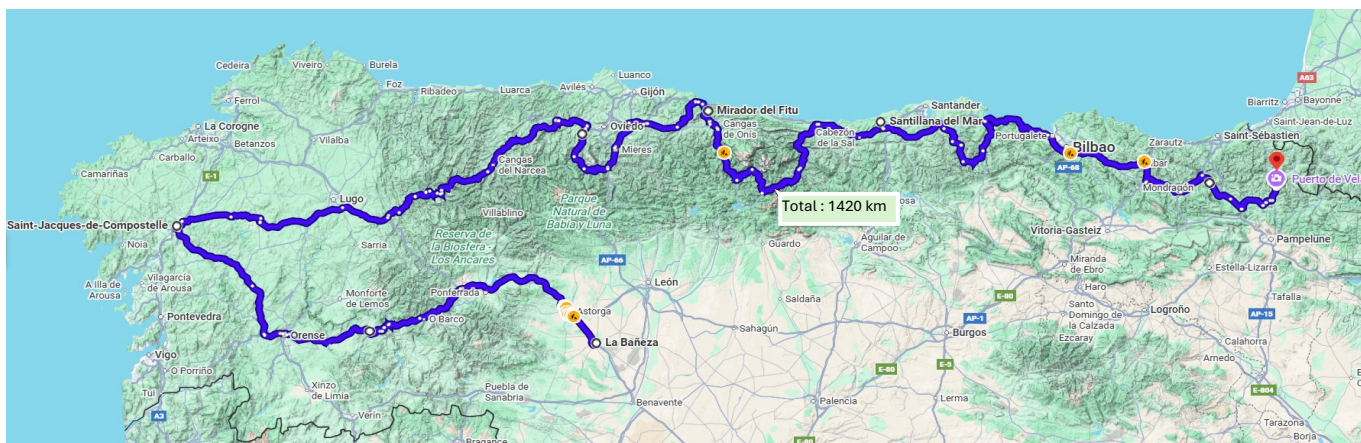 Cedeira
Viveiro
Burela
Foz
Ribadeo
Luarca
Luanco
Avilés
Gijón
Ferrol
La Corogne
Arteixo
Betanzos
Vilalba
Carballo
Camariñas
E-1
Oviedo
Mieres
Mirador del Fitu
Cangas
de Onís
Cabezón
de la Sal
Santander
Santillana del Mar
Portugalete
Bilbao
AP-68
Zarautz
Saint-Sébastien
Biarritz
Bayonne
Saint-Jean-de-Luz
A63
Mondragón
Puerto de Vel
Cangas
del Narcea
Lugo
Villablino
Parque
Natural de
Babia y Luna
Saint-Jacques-de-Compostelle
Noia
Sarria
Reserva de
la Biosfera -
Los Ancares
Total : 1420 km
Guardo
Aguilar de
Campoo
Vitoria-Gasteiz
Pampelune
Miranda
de Ebro
Estella-Lizarra
Haro
Vilagarcía
de Arousa
A Illa de
Arousa
Monforte
de Lemos
Ponferrada
O Barco
AP-66
León
Astorga
La Bañeza
Saldaña
Sahagún
E-80
AP-1
Burgos
Santo
Domingo de
la Calzada
Ezcaray
Logroño
Tafalla
AP-15
Calahorra
Arnedo
Pontevedra
Orense
Vigo
O Porriño
Tui
Xinzo
de Limia
Verín
Puebla de
Sanabria
Benavente
Bragance
A3
E-80
E-5
Palencia
Lerma
E-80
E-804
Tarazona
Borja